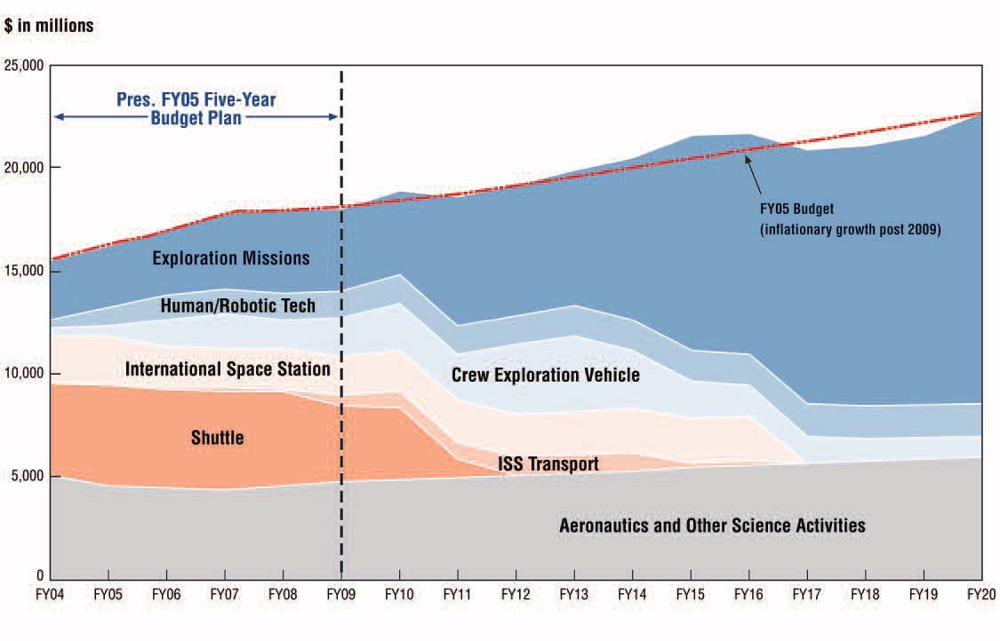 $ in millions
25,000
20,000
15,000
10,000
5,000
0
Pres. FY05 Five-Year
Budget Plan
FY05 Budget
(inflationary growth post 2009)
Exploration Missions
Human/Robotic Tech
International Space Station
Crew Exploration Vehicle
Shuttle
ISS Transport
Aeronautics and Other Science Activities
FY04 FY05 FY06 FY07 FY08 FY09 FY10 FY11 FY12 FY13 FY14 FY15 FY16 FY17 FY18 FY19 FY20